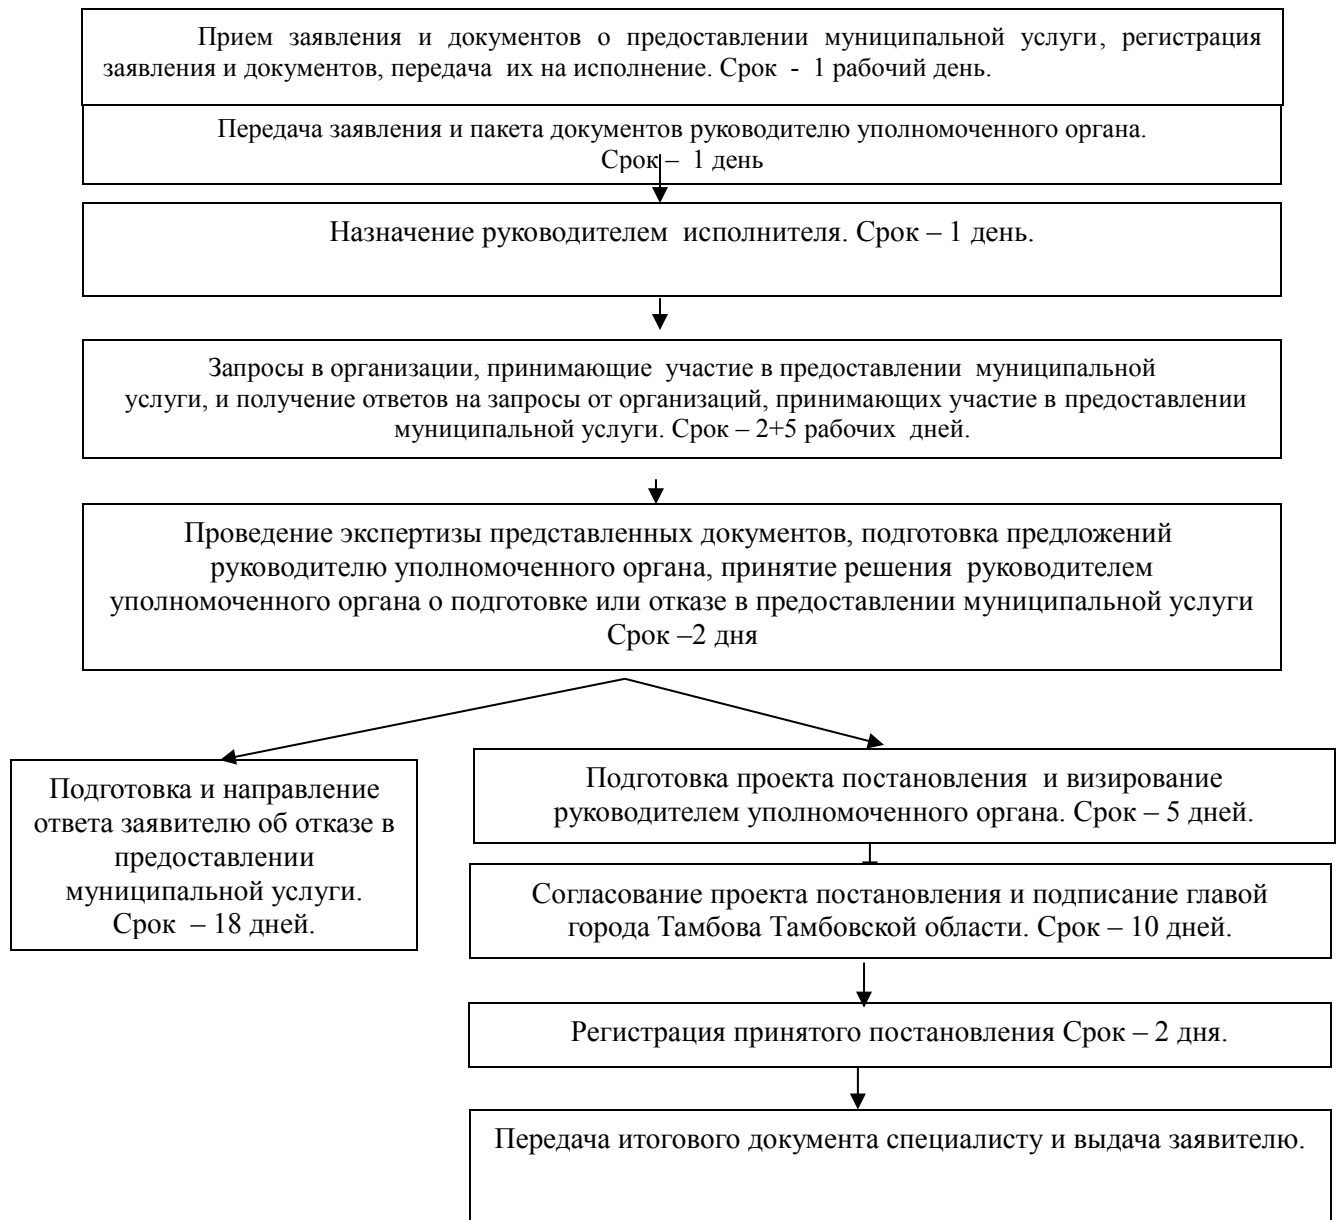 Прием заявления и документов о предоставлении муниципальной услуги, регистрация
заявления и документов, передача их на исполнение. Срок - 1 рабочий день.
Передача заявления и пакета документов руководителю уполномоченного органа.
Срок – 1 день
Назначение руководителем исполнителя. Срок – 1 день.
Запросы в организации, принимающие участие в предоставлении муниципальной
услуги, и получение ответов на запросы от организаций, принимающих участие в предоставлении
муниципальной услуги. Срок – 2+5 рабочих дней.
Проведение экспертизы представленных документов, подготовка предложений
руководителю уполномоченного органа, принятие решения руководителем
уполномоченного органа о подготовке или отказе в предоставлении муниципальной услуги
Срок –2 дня
Подготовка и направление
ответа заявителю об отказе в
предоставлении
муниципальной услуги.
Срок – 18 дней.
Подготовка проекта постановления и визирование
руководителем уполномоченного органа. Срок – 5 дней.
Согласование проекта постановления и подписание главой
города Тамбова Тамбовской области. Срок – 10 дней.
Регистрация принятого постановления Срок – 2 дня.
Передача итогового документа специалисту и выдача заявителю.